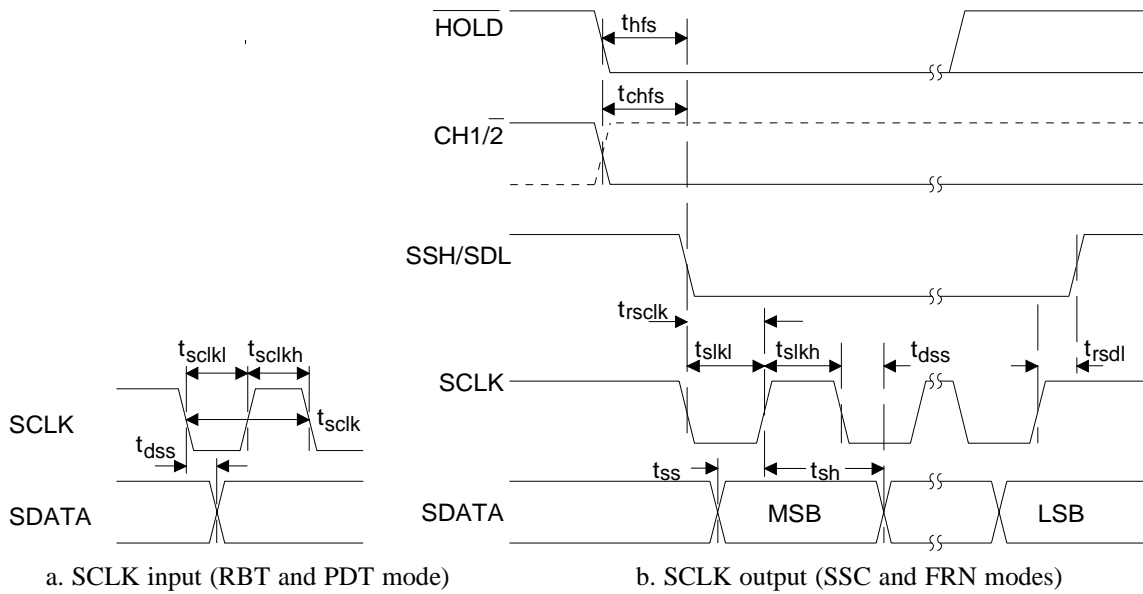 HOLD
thfs
tchfs
CH1/2
SSH/SDL
trsclk
tslkl
tslkh
tdss
trsdl
SCLK
tss
tsh
SDATA
MSB
LSB
tsclkl
tsclkh
SCLK
tsclk
tdss
SDATA
a. SCLK input (RBT and PDT mode)
b. SCLK output (SSC and FRN modes)